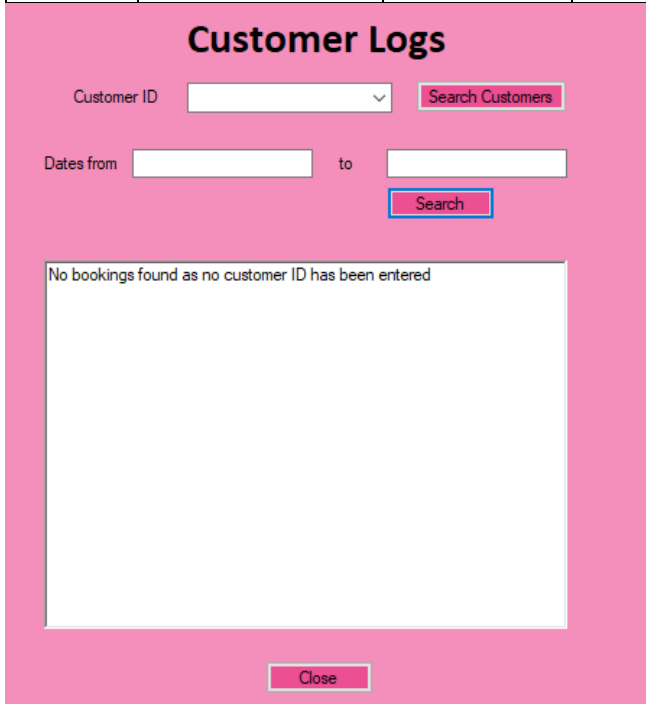 Customer Logs
Customer ID Search Customers
Dates from to
Search
No bookings found as no customer ID has been entered
Close